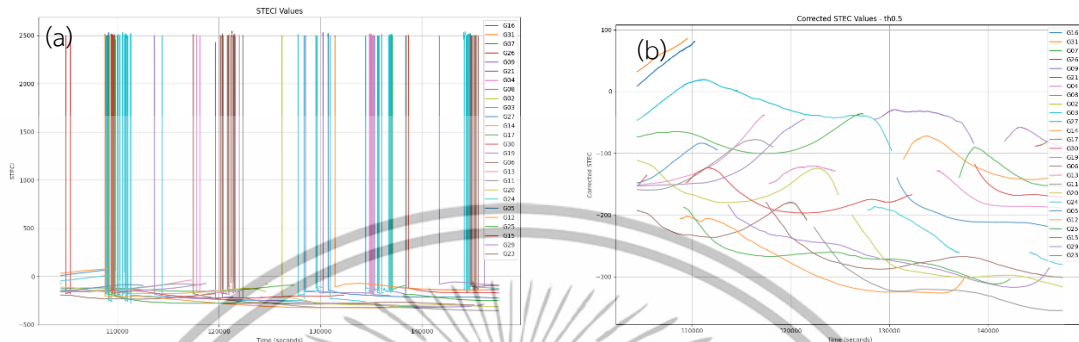 STECl Values
(a)
2500
2000
1500
1000
500
0
-500
STECl
110000 120000 130000 140000
Time (seconds)
G16
G31
G07
G26
G09
G21
G04
G08
G02
G03
G27
G14
G17
G30
G19
G06
G13
G11
G20
G24
G05
G12
G25
G15
G29
G23
Corrected STEC Values - th0.5
(b)
100
0
-100
-200
-300
Corrected STEC
110000 120000 130000 140000
Time (seconds)
G16
G31
G07
G26
G09
G21
G04
G08
G02
G03
G27
G14
G17
G30
G19
G06
G13
G11
G20
G24
G05
G12
G25
G15
G29
G23